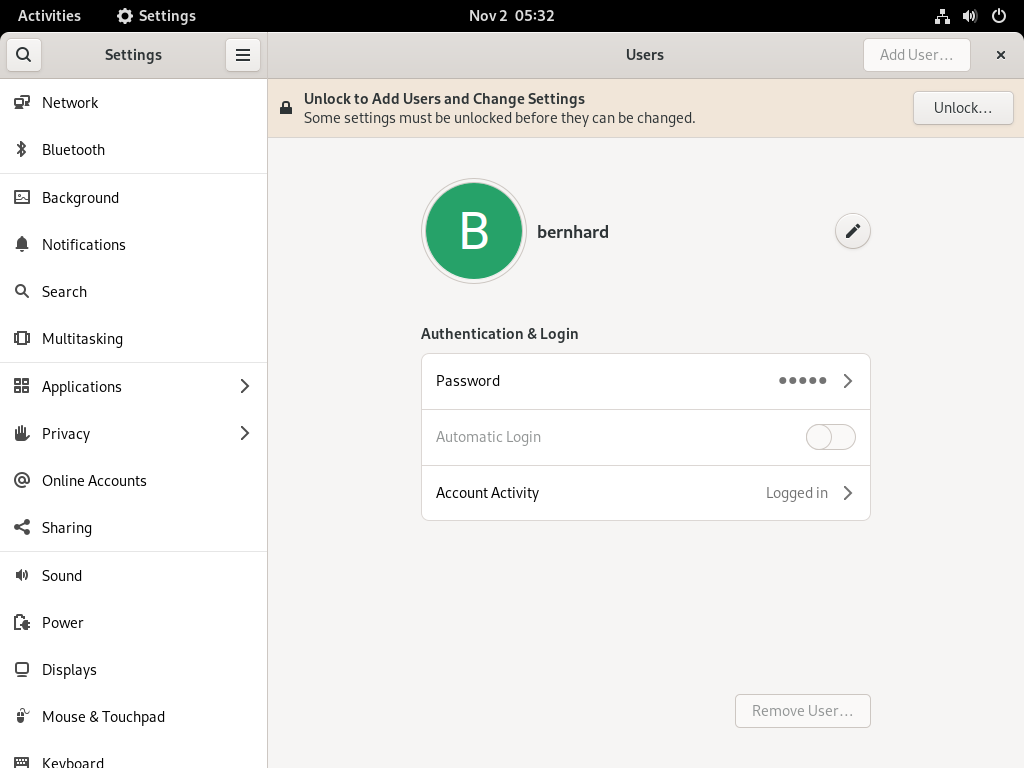 Activities
Settings
Nov 2 05:32
Settings
Users
Add User…
Network
Bluetooth
Background
Notifications
Search
Multitasking
Applications
Privacy
Online Accounts
Sharing
Sound
Power
Displays
Mouse & Touchpad
Keyboard
Unlock to Add Users and Change Settings
Some settings must be unlocked before they can be changed.
Unlock…
B
bernhard
Authentication & Login
Password
Automatic Login
Account Activity
Logged in
Remove User…